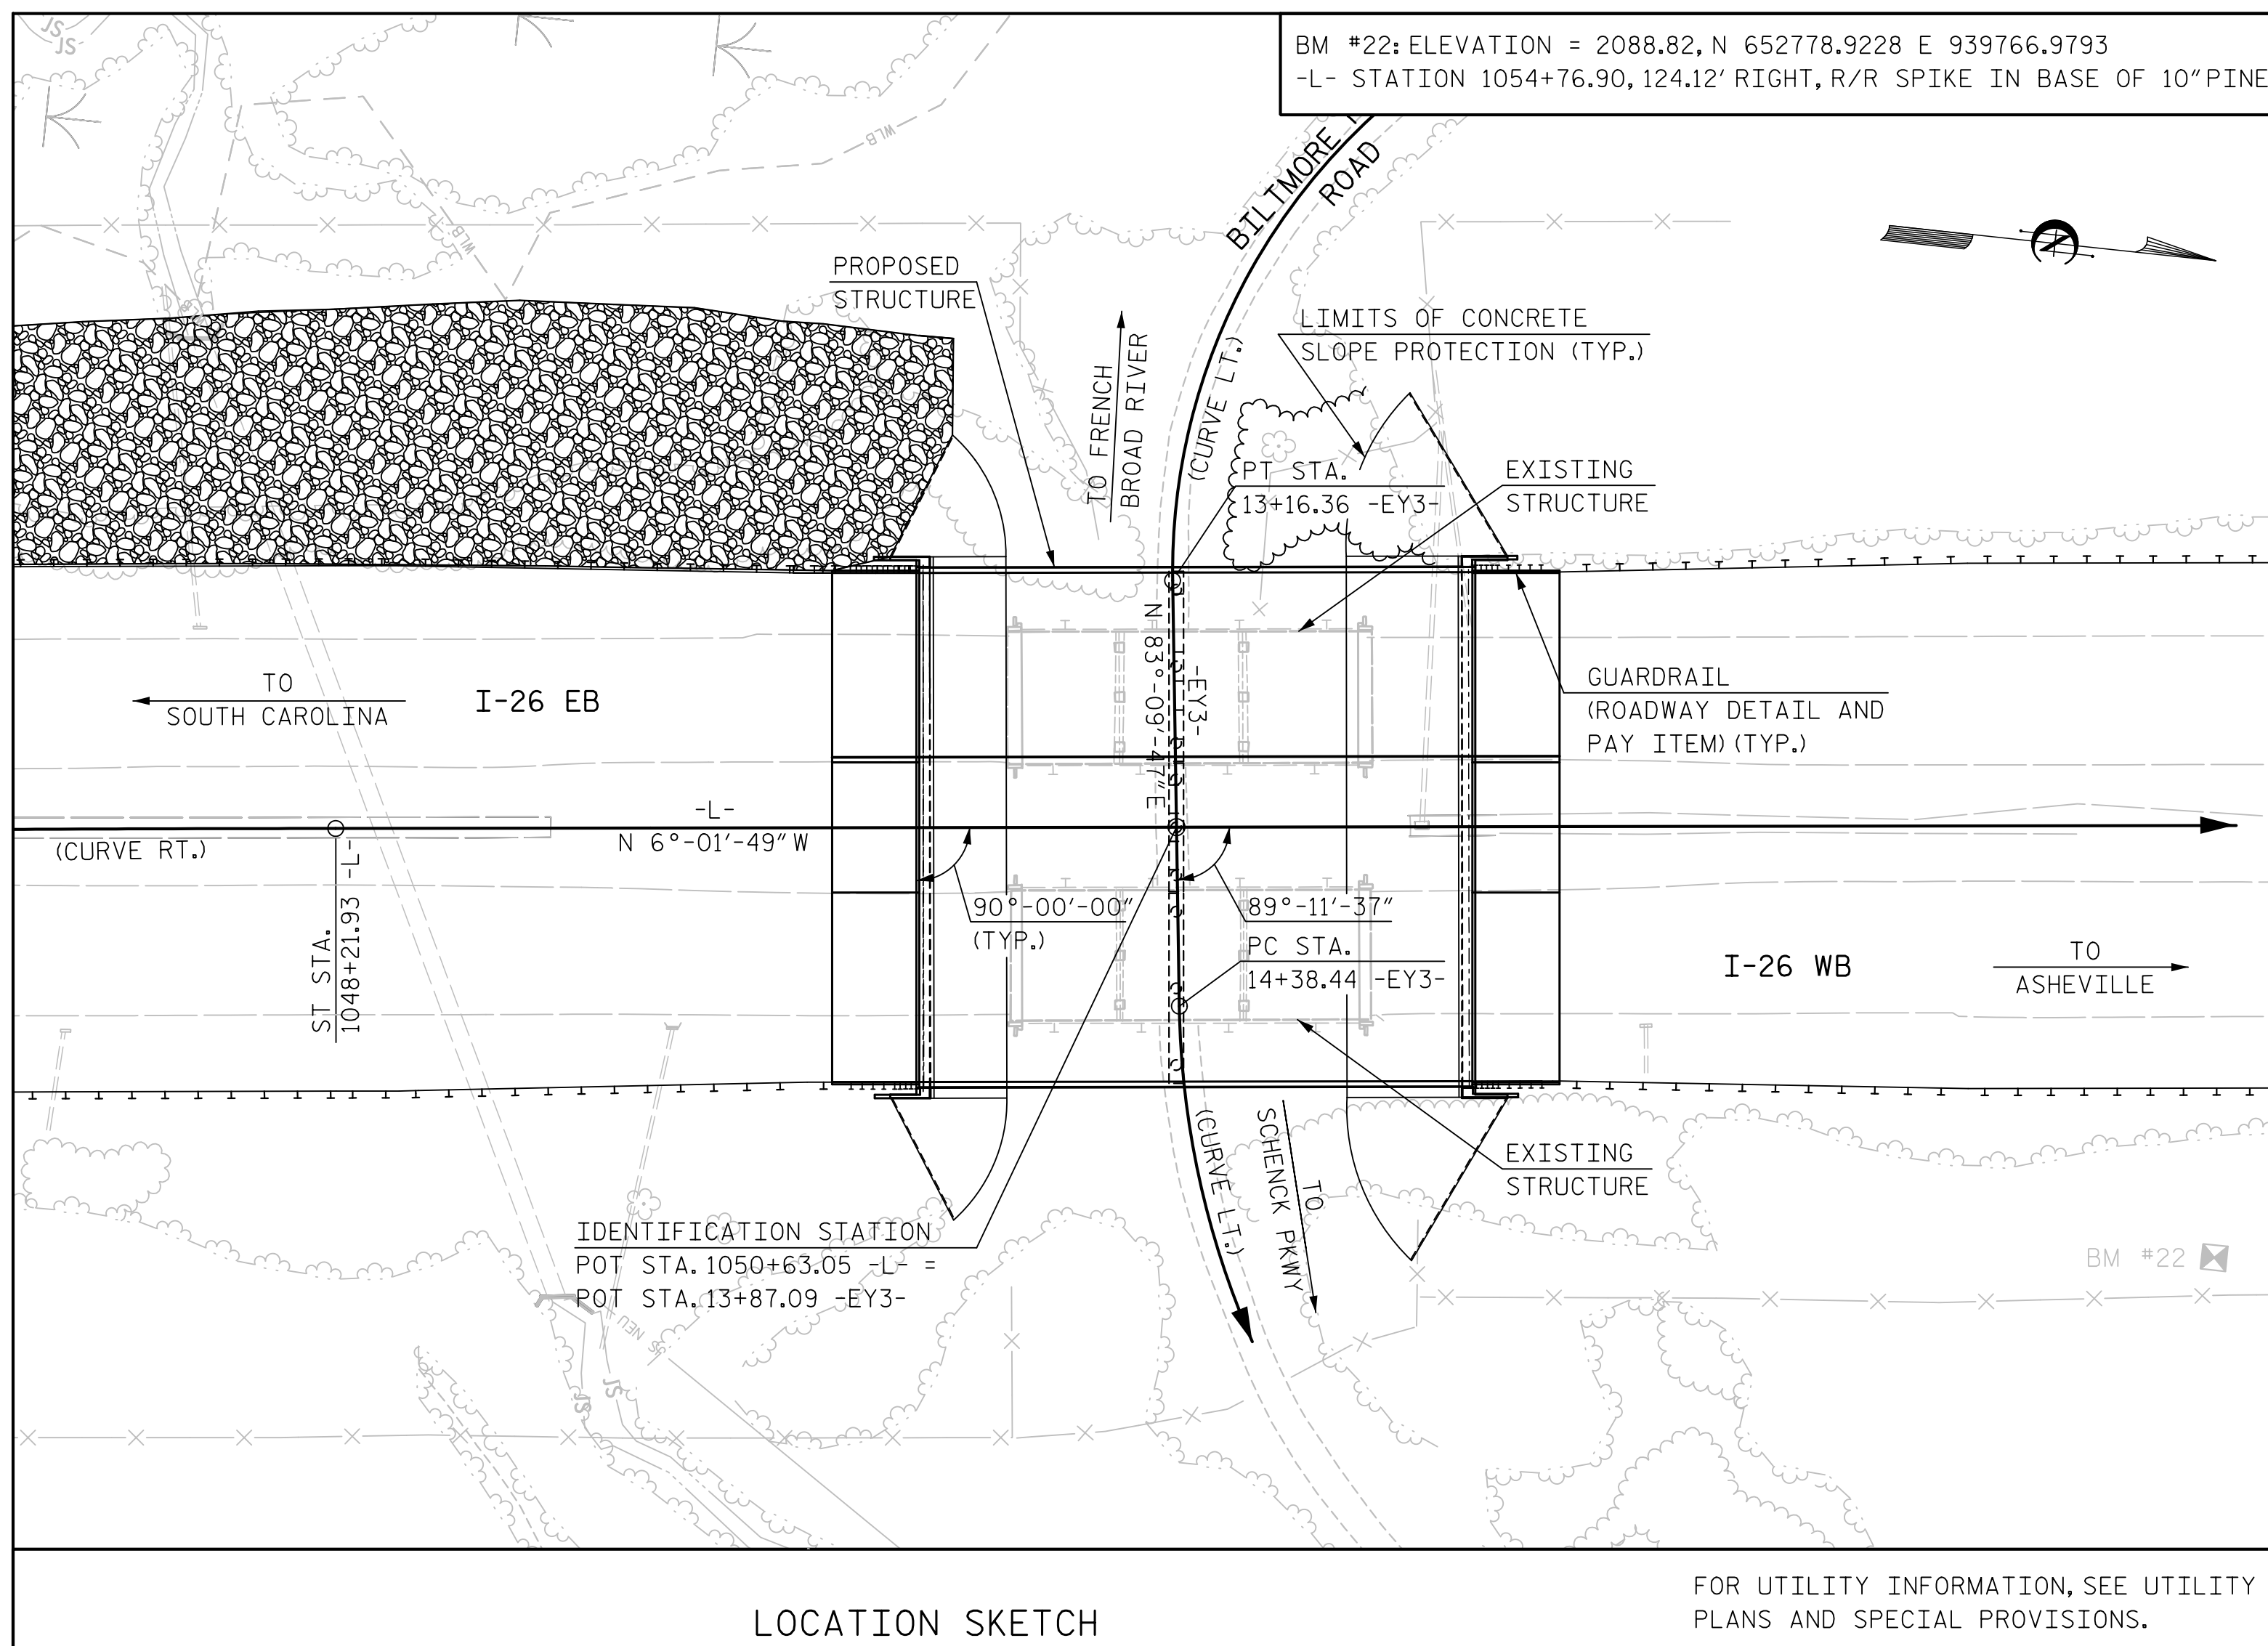 BM #22: ELEVATION = 2088.82, N 652778.9228 E 939766.9793
-L- STATION 1054+76.90, 124.12' RIGHT, R/R SPIKE IN BASE OF 10" PINE
JS
JS
WLB
WLB
BILTMORE
ROAD
N
PROPOSED
STRUCTURE
TO FRENCH
BROAD RIVER
(CURVE LT.)
LIMITS OF CONCRETE
SLOPE PROTECTION (TYP.)
PT STA.
13+16.36 -EY3-
EXISTING
STRUCTURE
TO
SOUTH CAROLINA
I-26 EB
N 83°-09'-47" E
-EY3-
GUARDRAIL
(ROADWAY DETAIL AND
PAY ITEM) (TYP.)
(CURVE RT.)
-L-
N 6°-01'-49" W
ST STA.
1048+21.93 -L-
90°-00'-00"
(TYP.)
89°-11'-37"
PC STA.
14+38.44 -EY3-
I-26 WB
TO
ASHEVILLE
(CURVE LT.)
TO
SCHENCK PKWY
EXISTING
STRUCTURE
IDENTIFICATION STATION
POT STA. 1050+63.05 -L- =
POT STA. 13+87.09 -EY3-
BM #22
JS
JS
LOCATION SKETCH
FOR UTILITY INFORMATION, SEE UTILITY
PLANS AND SPECIAL PROVISIONS.